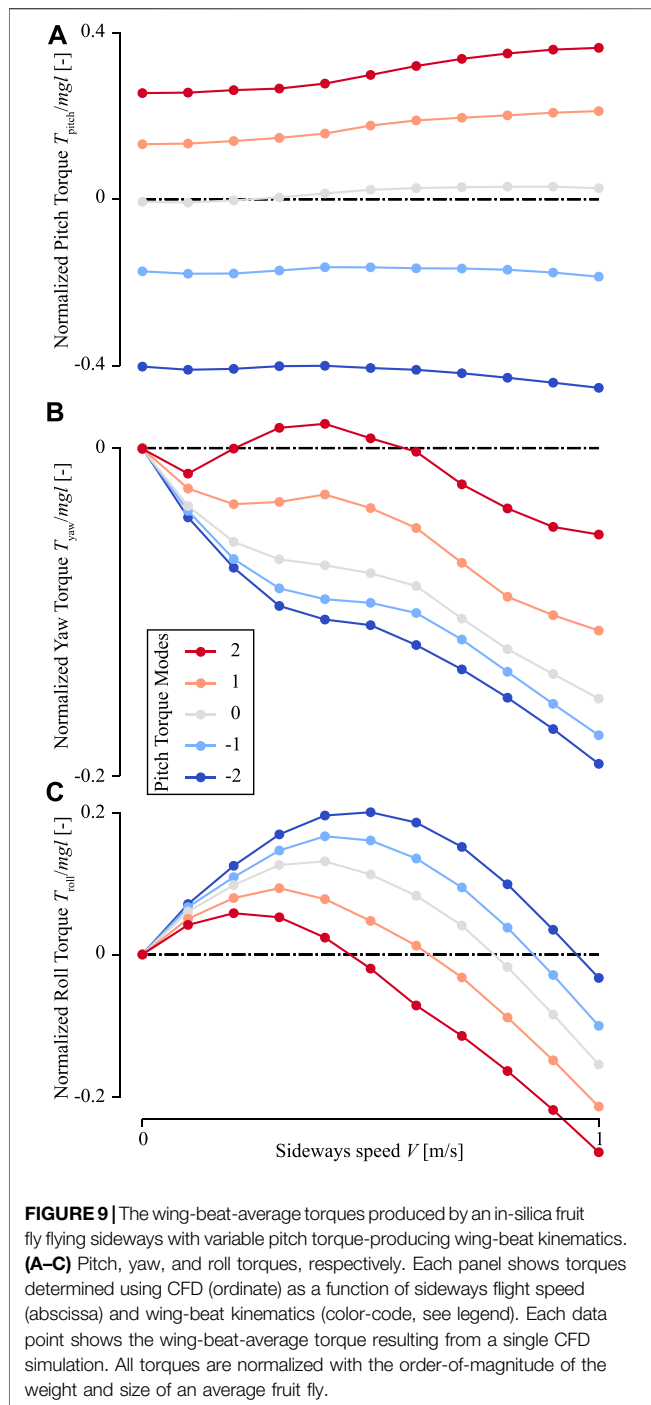 A
0.4
0
-0.4
Normalized Pitch Torque Tpitch/mgl [-]
B
0
-0.2
Normalized Yaw Torque Tyaw/mgl [-]
Pitch Torque Modes
2
1
0
-1
-2
C
0.2
0
-0.2
Normalized Roll Torque Troll/mgl [-]
0
1
Sideways speed V [m/s]
FIGURE 9 | The wing-beat-average torques produced by an in-silica fruit
fly flying sideways with variable pitch torque-producing wing-beat kinematics.
(A–C) Pitch, yaw, and roll torques, respectively. Each panel shows torques
determined using CFD (ordinate) as a function of sideways flight speed
(abscissa) and wing-beat kinematics (color-code, see legend). Each data
point shows the wing-beat-average torque resulting from a single CFD
simulation. All torques are normalized with the order-of-magnitude of the
weight and size of an average fruit fly.